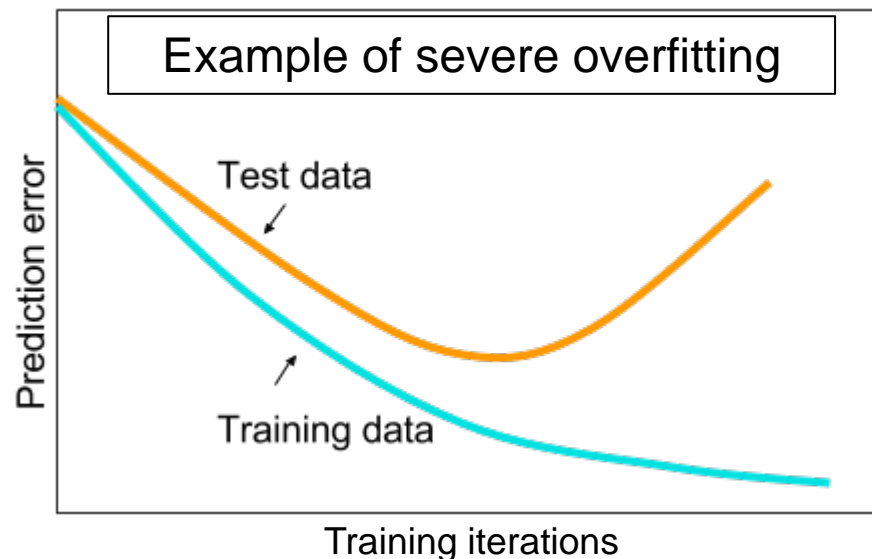 Example of severe overfitting
Test data
Prediction error
Training data
Training iterations